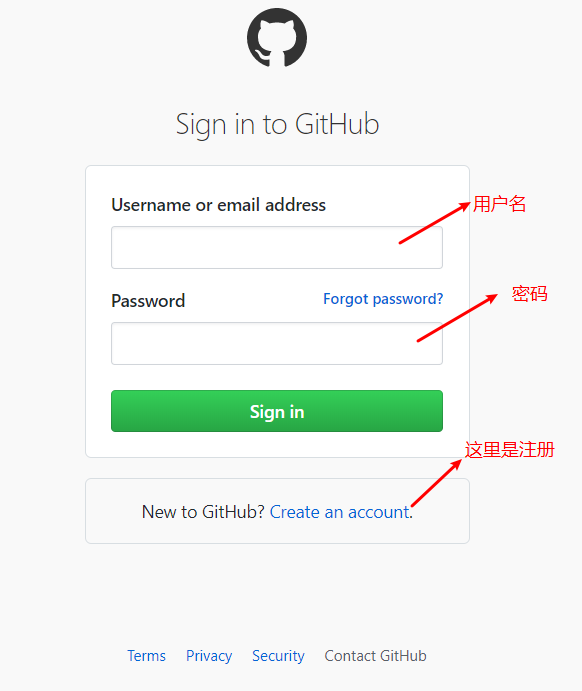 Sign in to GitHub
Username or email address
用户名
Password
Forgot password?
密码
Sign in
这里是注册
New to GitHub? Create an account.
Terms Privacy Security Contact GitHub